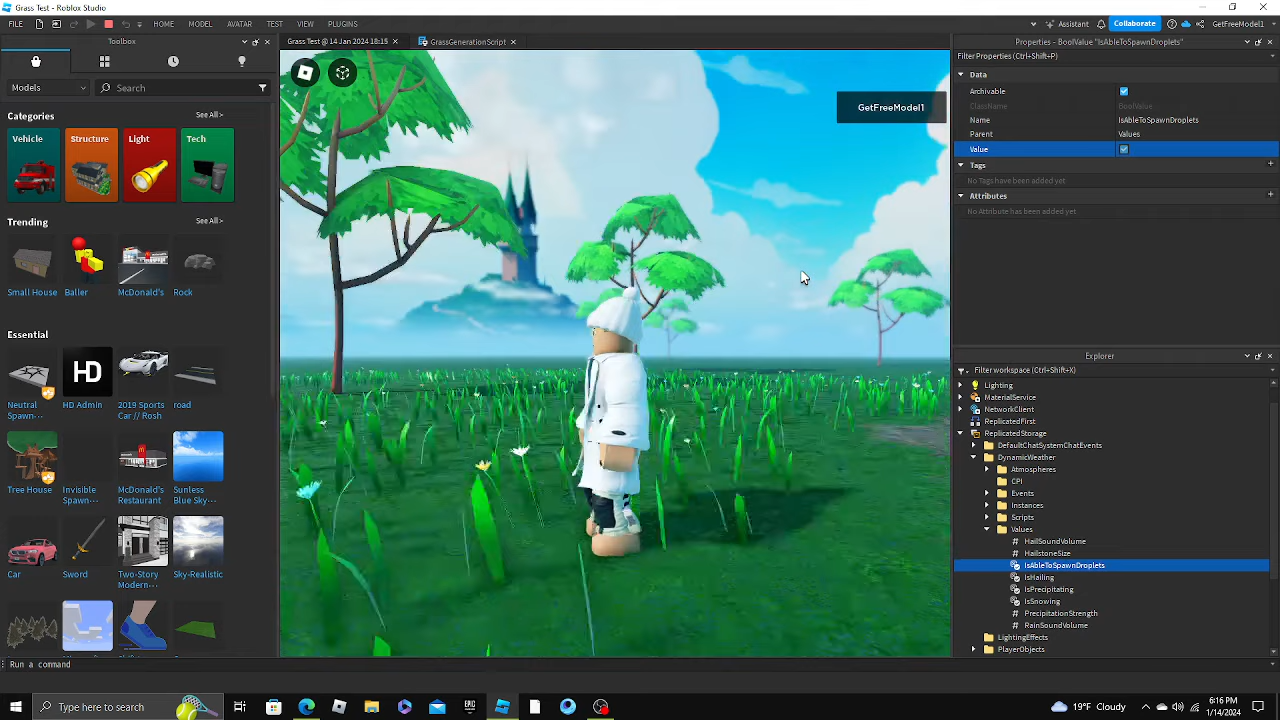 Grass Test - Roblox Studio
FILE HOME MODEL AVATAR TEST VIEW PLUGINS Assistant Collaborate GetFreeModel1
Toolbox
Grass Test @ 14 Jan 2024 18:15
GrassGenerationScript
Models
Search
Categories
See All >
Vehicle
Structure
Light
Tech
Trending
See All >
Small House
Baller
McDonald's
Rock
Essential
HD
Neutral Spawn-...
HD Admin
2019 Sports Car // Rosh
road
Tree House
Invisible Spawn-...
McDonald's Restaurant
Sunless Blue Sky-...
Car
Sword
Two-Story Modern-...
Sky-Realistic
GetFreeModel1
Properties - BoolValue "IsAbleToSpawnDroplets"
Filter Properties (Ctrl+Shift+P)
Data
Archivable
ClassName BoolValue
Name IsAbleToSpawnDroplets
Parent Values
Value
Tags
No Tags have been added yet
Attributes
No Attribute has been added yet
Explorer
Filter workspace (Ctrl+Shift+X)
Lighting
MaterialService
NetworkClient
ReplicatedFirst
ReplicatedStorage
DefaultChatSystemChatEvents
DynamicWeather
Atmospheres
CPI
Events
Instances
Scripts
Values
HailSoundVolume
HailstoneSize
IsAbleToSpawnDroplets
IsHailing
IsPrecipitating
IsSnowing
PrecipitationStrength
RainSoundVolume
LightingEffects
PlayerObjects
Run a command
Type here to search
EPIC
19°F Cloudy
6:16 PM
1/14/2024